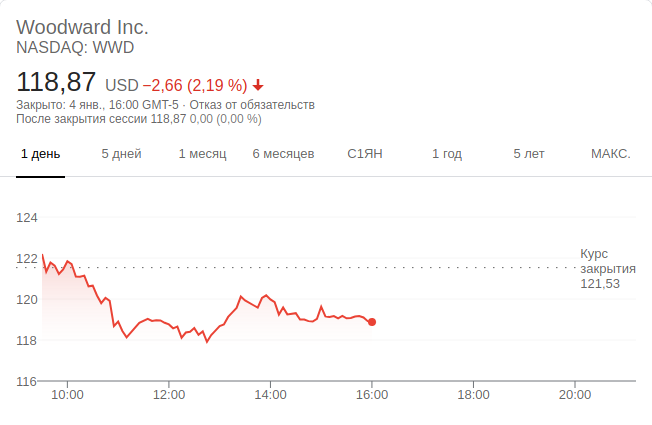 Woodward Inc.
NASDAQ: WWD
118,87 USD −2,66 (2,19 %)
Закрыто: 4 янв., 16:00 GMT-5 · Отказ от обязательств
После закрытия сессии 118,87 0,00 (0,00 %)
1 день 5 дней 1 месяц 6 месяцев С1ЯН 1 год 5 лет МАКС.
124
122
Курс
закрытия
121,53
120
118
116
10:00 12:00 14:00 16:00 18:00 20:00